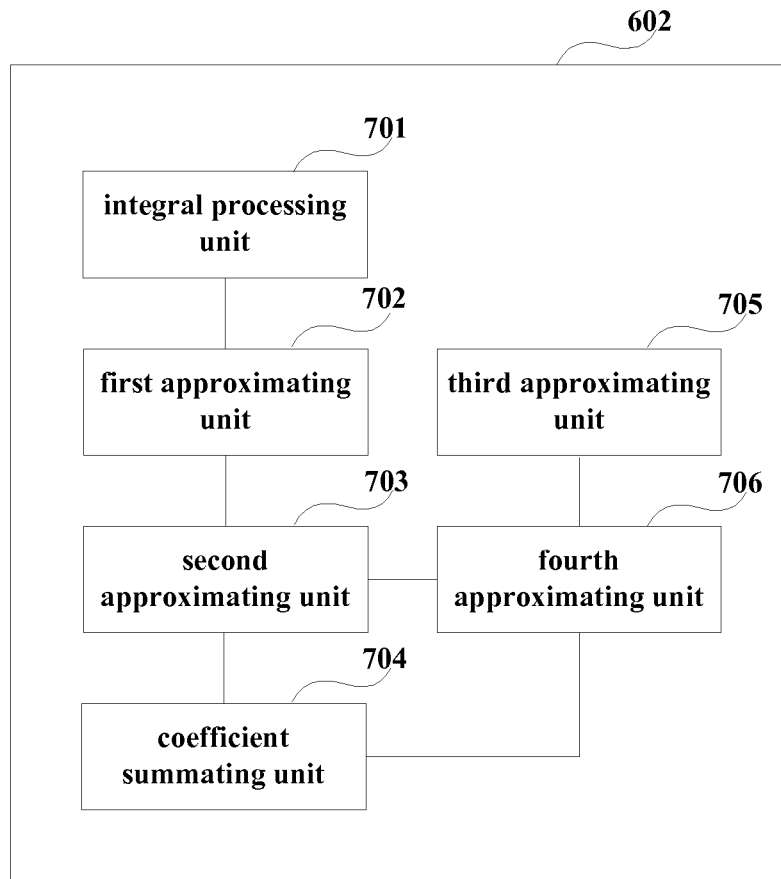 602
701
integral processing
unit
702
first approximating
unit
705
third approximating
unit
703
second
approximating unit
706
fourth
approximating unit
704
coefficient
summating unit